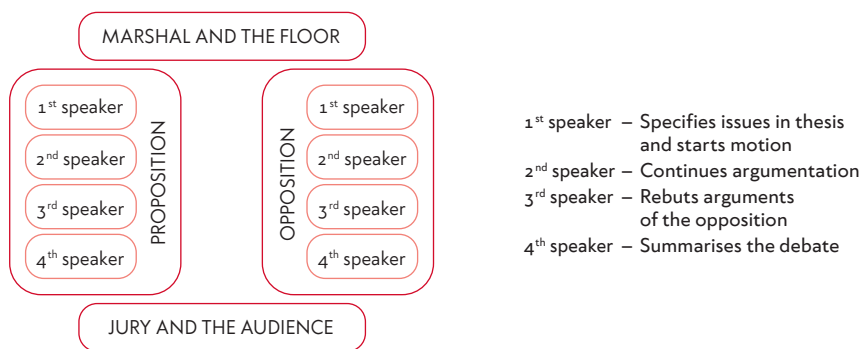 MARSHAL AND THE FLOOR
PROPOSITION
1st speaker
2nd speaker
3rd speaker
4th speaker
OPPOSITION
1st speaker
2nd speaker
3rd speaker
4th speaker
JURY AND THE AUDIENCE
1st speaker – Specifies issues in thesis
and starts motion
2nd speaker – Continues argumentation
3rd speaker – Rebuts arguments
of the opposition
4th speaker – Summarises the debate